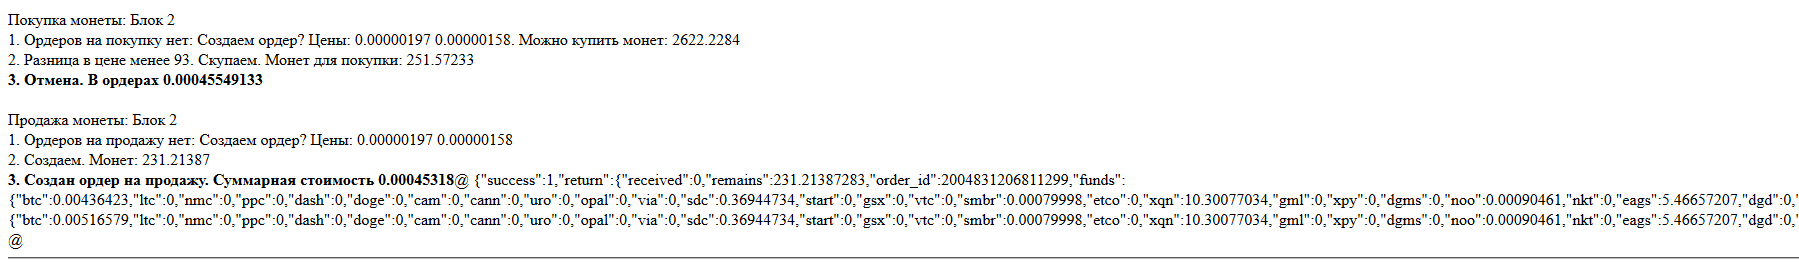 Покупка монеты: Блок 2
1. Ордеров на покупку нет: Создаем ордер? Цены: 0.00000197 0.00000158. Можно купить монет: 2622.2284
2. Разница в цене менее 93. Скупаем. Монет для покупки: 251.57233
3. Отмена. В ордерах 0.00045549133
Продажа монеты: Блок 2
1. Ордеров на продажу нет: Создаем ордер? Цены: 0.00000197 0.00000158
2. Создаем. Монет: 231.21387
3. Создан ордер на продажу. Суммарная стоимость 0.00045318@ {"success":1,"return":{"received":0,"remains":231.21387283,"order_id":2004831206811299,"funds":
{"btc":0.00436423,"ltc":0,"nmc":0,"ppc":0,"dash":0,"doge":0,"cam":0,"cann":0,"uro":0,"opal":0,"via":0,"sdc":0.36944734,"start":0,"gsx":0,"vtc":0,"smbr":0.00079998,"etco":0,"xqn":10.30077034,"gml":0,"xpy":0,"dgms":0,"noo":0.00090461,"nkt":0,"eags":5.46657207,"dgd":0,"
{"btc":0.00516579,"ltc":0,"nmc":0,"ppc":0,"dash":0,"doge":0,"cam":0,"cann":0,"uro":0,"opal":0,"via":0,"sdc":0.36944734,"start":0,"gsx":0,"vtc":0,"smbr":0.00079998,"etco":0,"xqn":10.30077034,"gml":0,"xpy":0,"dgms":0,"noo":0.00090461,"nkt":0,"eags":5.46657207,"dgd":0,"
@